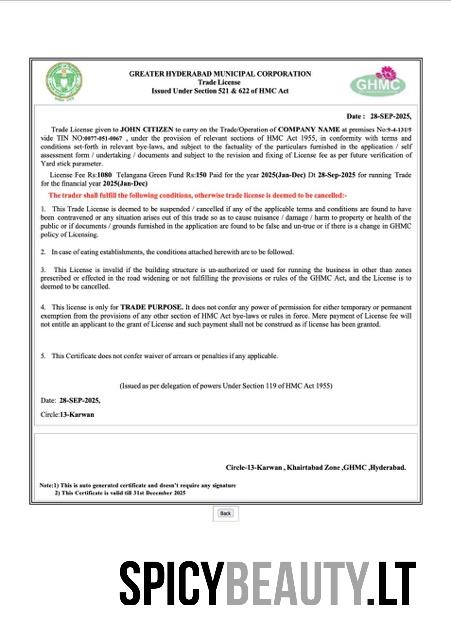 GREATER HYDERABAD MUNICIPAL CORPORATION
Trade License
Issued Under Section 521 & 622 of HMC Act
GHMC
Date : 28-SEP-2025,
Trade License given to JOHN CITIZEN to carry on the Trade/Operation of COMPANY NAME at premises No:9-4-131/5
vide TIN NO:0077-051-0067 , under the provision of relevant sections of HMC Act 1955, in conformity with terms and
conditions set-forth in relevant bye-laws, and subject to the factuality of the particulars furnished in the application / self
assessment form / undertaking / documents and subject to the revision and fixing of License fee as per future verification of
Yard stick parameter.
License Fee Rs:1080 Telangana Green Fund Rs:150 Paid for the year 2025(Jan-Dec) Dt 28-Sep-2025 for running Trade
for the financial year 2025(Jan-Dec)
The trader shall fulfill the following conditions, otherwise trade license is deemed to be cancelled:-
1. This Trade License is deemed to be suspended / cancelled if any of the applicable terms and conditions are found to have
been contravened or any situation arises out of this trade so as to cause nuisance / damage / harm to property or health of the
public or if documents / grounds furnished in the application are found to be false and un-true or if there is a change in GHMC
policy of Licensing.
2. In case of eating establishments, the conditions attached herewith are to be followed.
3. This License is invalid if the building structure is un-authorized or used for running the business in other than zones
prescribed or effected in the road widening or not fulfilling the provisions or rules of the GHMC Act, and the License is to
deemed to be cancelled.
4. This license is only for TRADE PURPOSE. It does not confer any power of permission for either temporary or permanent
exemption from the provisions of any other section of HMC Act bye-laws or rules in force. Mere payment of License fee will
not entitle an applicant to the grant of License and such payment shall not be construed as if license has been granted.
5. This Certificate does not confer waiver of arrears or penalties if any applicable.
(Issued as per delegation of powers Under Section 119 of HMC Act 1955)
Date: 28-SEP-2025,
Circle:13-Karwan
Circle-13-Karwan , Khairtabad Zone ,GHMC ,Hyderabad.
Note:1) This is auto generated certificate and doesn't require any signature
2) This Certificate is valid till 31st December 2025
Back
SPICYBEAUTY.LT